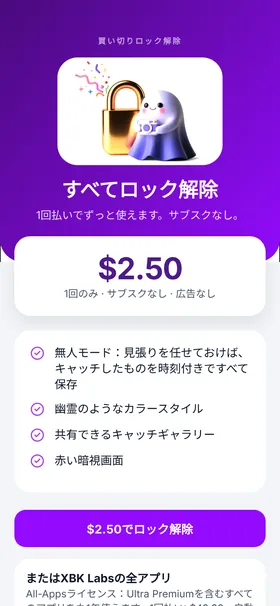 買い切りロック解除
すべてロック解除
1回払いでずっと使えます。サブスクなし。
$2.50
1回のみ · サブスクなし · 広告なし
無人モード：見張りを任せておけば、
キャッチしたものを時刻付きですべて
保存
幽霊のようなカラースタイル
共有できるキャッチギャラリー
赤い暗視画面
$2.50でロック解除
またはXBK Labsの全アプリ
All-Appsライセンス：Ultra Premiumを含むすべて